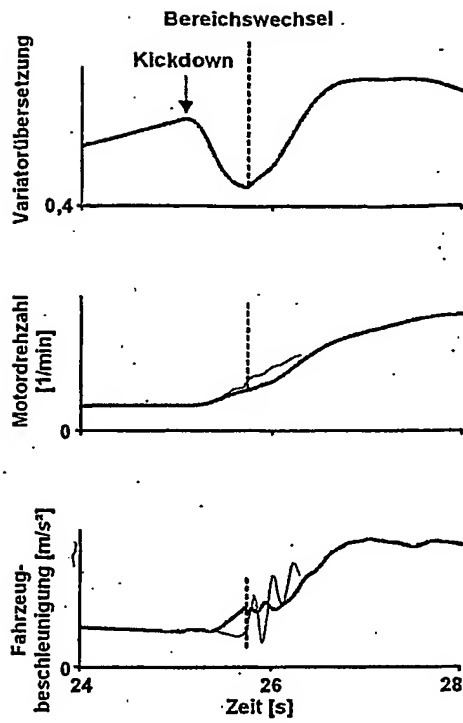 Bereichswechsel
Kickdown
Variatorübersetzung
0,4
Motordrehzahl
[1/min]
0
Fahrzeug-
beschleunigung [m/s²]
0
24
26
28
Zeit [s]